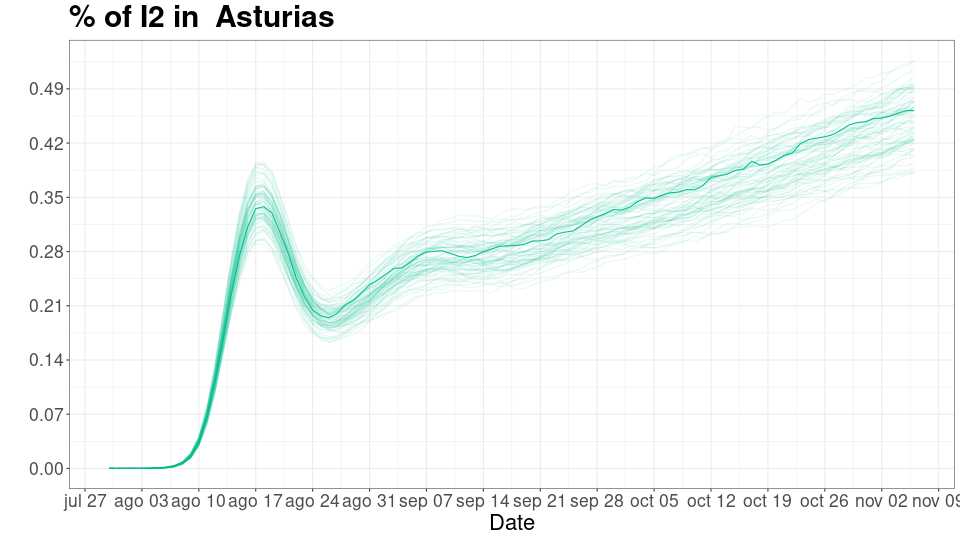 % of I2 in  Asturias
0.49
0.42
0.35
0.28
0.21
0.14
0.07
0.00
jul 27 ago 03 ago 10 ago 17 ago 24 ago 31 sep 07 sep 14 sep 21 sep 28 oct 05 oct 12 oct 19 oct 26 nov 02 nov 09
Date